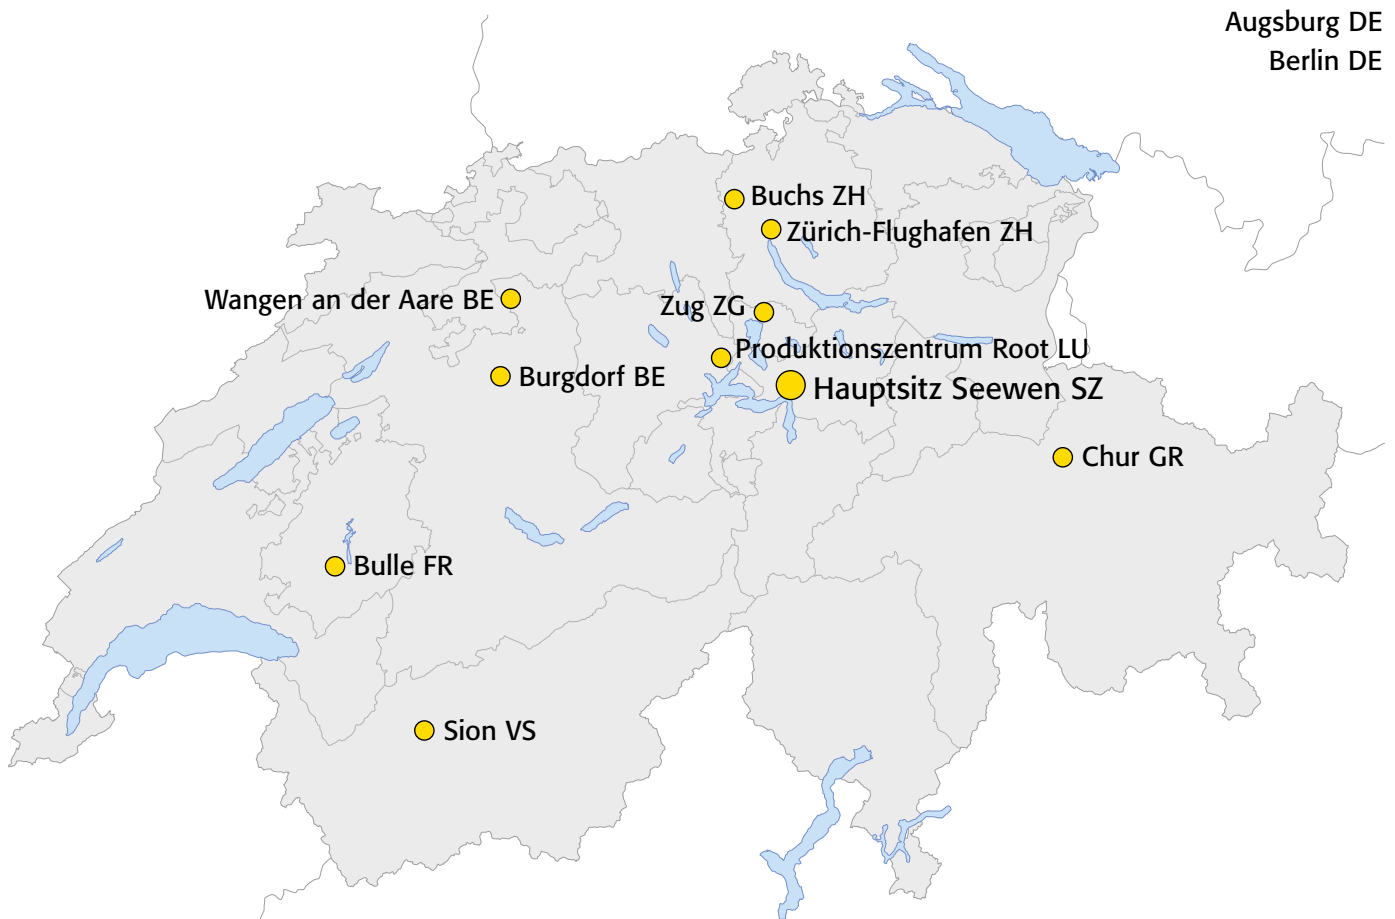 Augsburg DE
Berlin DE
Buchs ZH
Zürich-Flughafen ZH
Wangen an der Aare BE
Zug ZG
Produktionszentrum Root LU
Burgdorf BE
Hauptsitz Seewen SZ
Chur GR
Bulle FR
Sion VS